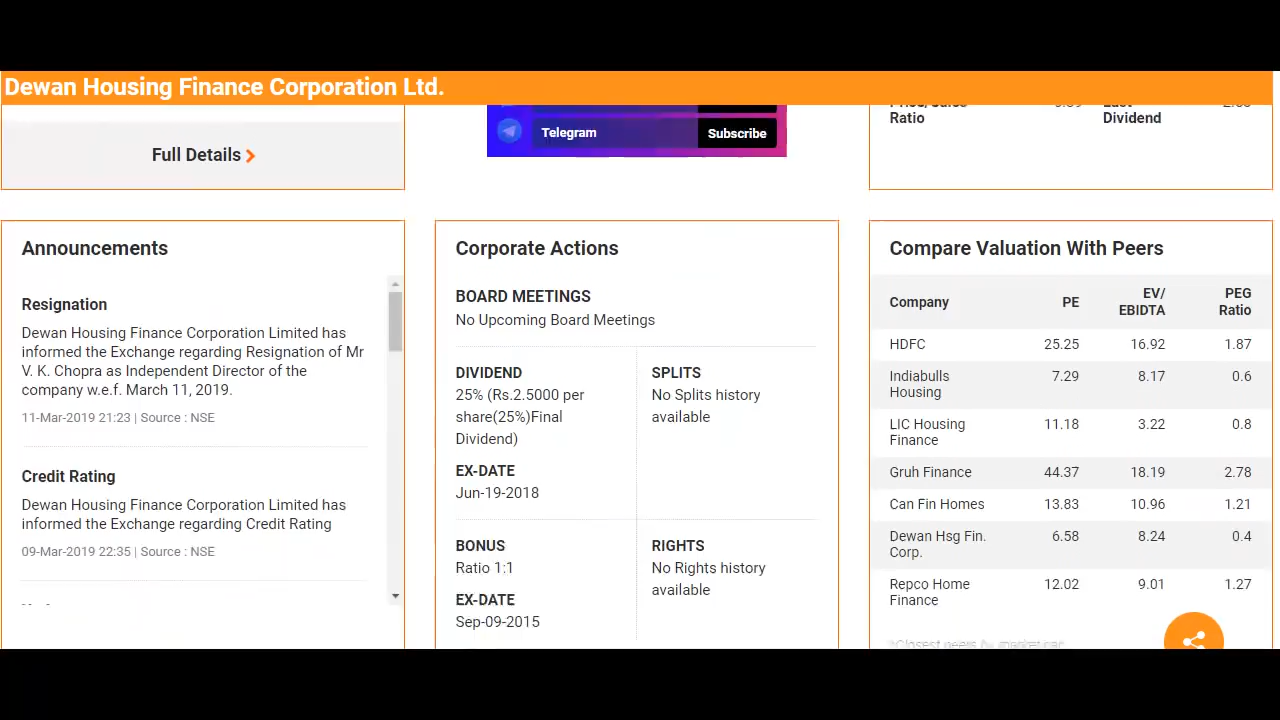 Dewan Housing Finance Corporation Ltd.
Full Details
Telegram Subscribe
Ratio Dividend
Announcements
Resignation
Dewan Housing Finance Corporation Limited has
informed the Exchange regarding Resignation of Mr
V. K. Chopra as Independent Director of the
company w.e.f. March 11, 2019.
11-Mar-2019 21:23 | Source : NSE
Credit Rating
Dewan Housing Finance Corporation Limited has
informed the Exchange regarding Credit Rating
09-Mar-2019 22:35 | Source : NSE
Corporate Actions
BOARD MEETINGS
No Upcoming Board Meetings
DIVIDEND
25% (Rs.2.5000 per
share(25%)Final
Dividend)
EX-DATE
Jun-19-2018
SPLITS
No Splits history
available
BONUS
Ratio 1:1
EX-DATE
Sep-09-2015
RIGHTS
No Rights history
available
Compare Valuation With Peers
Company PE EV/ EBIDTA PEG Ratio
HDFC 25.25 16.92 1.87
Indiabulls Housing 7.29 8.17 0.6
LIC Housing Finance 11.18 3.22 0.8
Gruh Finance 44.37 18.19 2.78
Can Fin Homes 13.83 10.96 1.21
Dewan Hsg Fin. Corp. 6.58 8.24 0.4
Repco Home Finance 12.02 9.01 1.27
*Closest peers by market cap